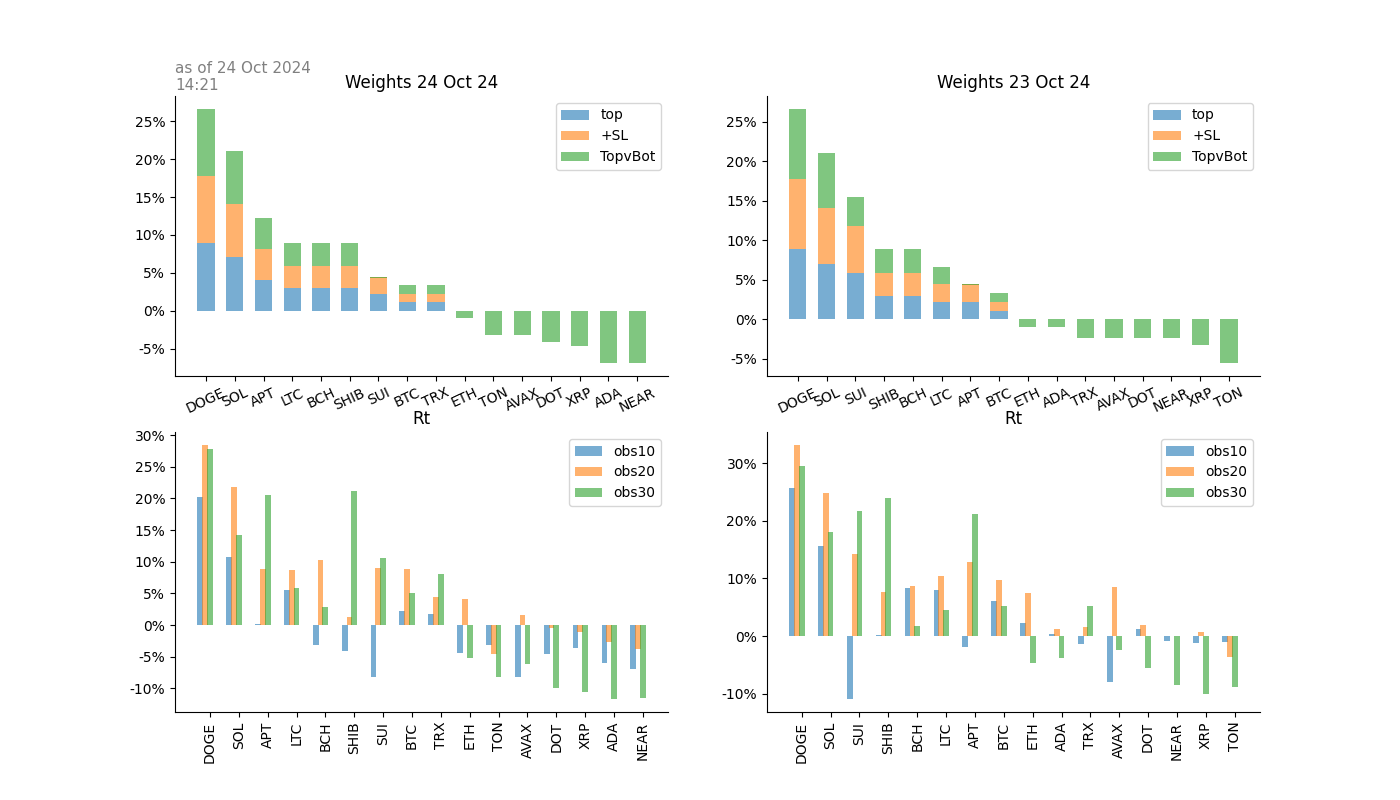 as of 24 Oct 2024
14:21
Weights 24 Oct 24
25%
20%
15%
10%
5%
0%
-5%
top
+SL
TopvBot
DOGE SOL APT LTC BCH SHIB SUI BTC TRX ETH TON AVAX DOT XRP ADA NEAR
Weights 23 Oct 24
25%
20%
15%
10%
5%
0%
-5%
top
+SL
TopvBot
DOGE SOL SUI SHIB BCH LTC APT BTC ETH ADA TRX AVAX DOT NEAR XRP TON
Rt
30%
25%
20%
15%
10%
5%
0%
-5%
-10%
obs10
obs20
obs30
DOGE SOL APT LTC BCH SHIB SUI BTC TRX ETH TON AVAX DOT XRP ADA NEAR
Rt
30%
20%
10%
0%
-10%
obs10
obs20
obs30
DOGE SOL SUI SHIB BCH LTC APT BTC ETH ADA TRX AVAX DOT NEAR XRP TON